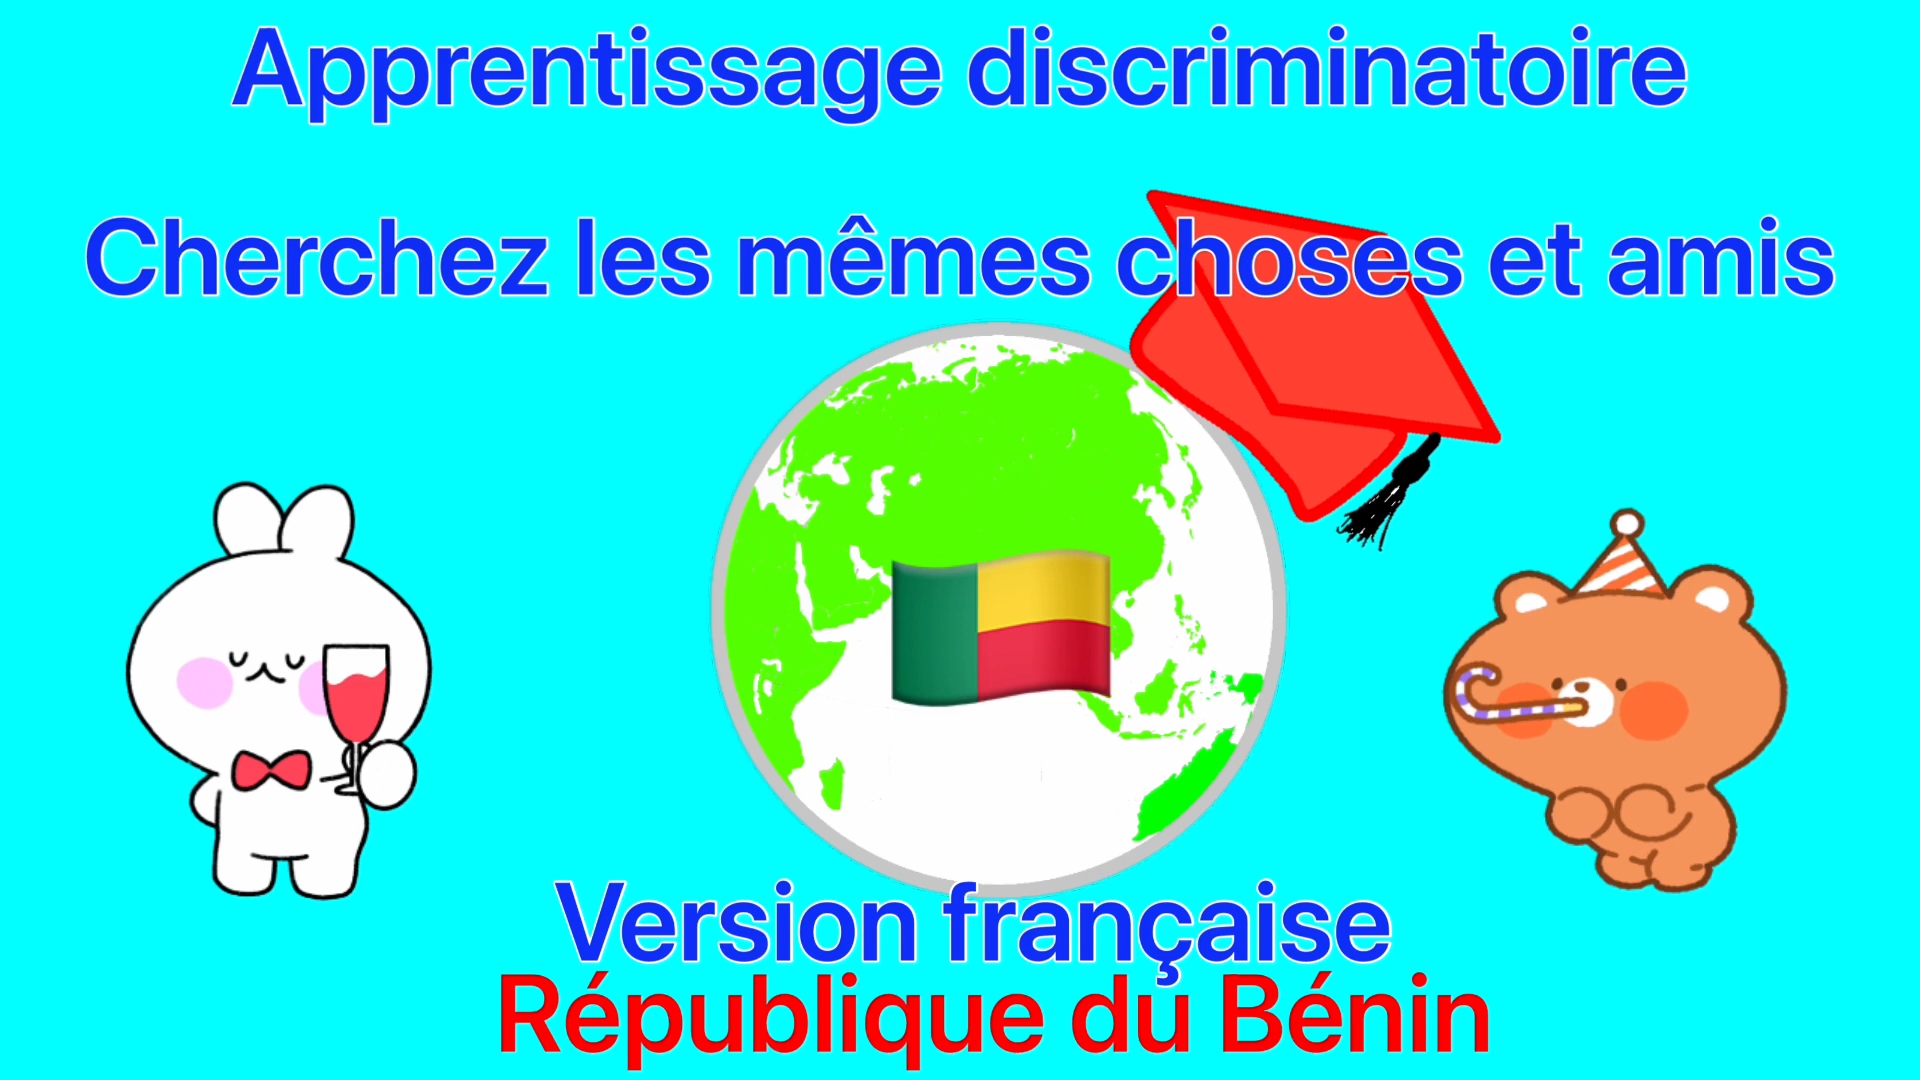 Apprentissage discriminatoire
Cherchez les mêmes choses et amis
Version française
République du Bénin